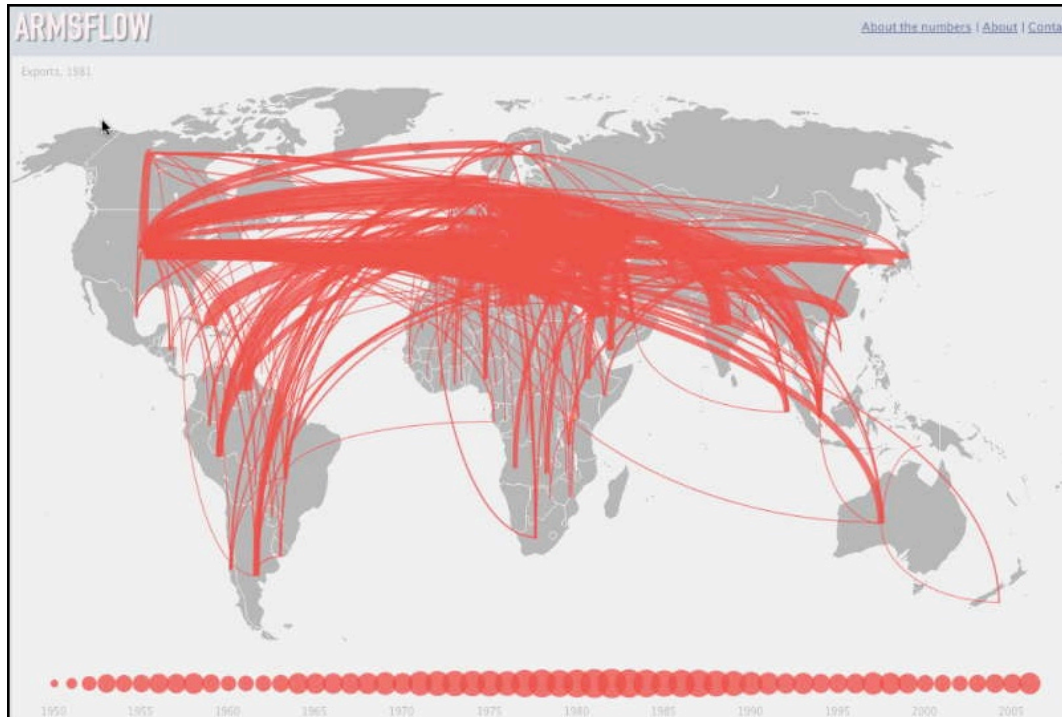 ARMSFLOW
About the numbers | About | Conta
Exports, 1981
1950 1955 1960 1965 1970 1975 1980 1985 1990 1995 2000 2005